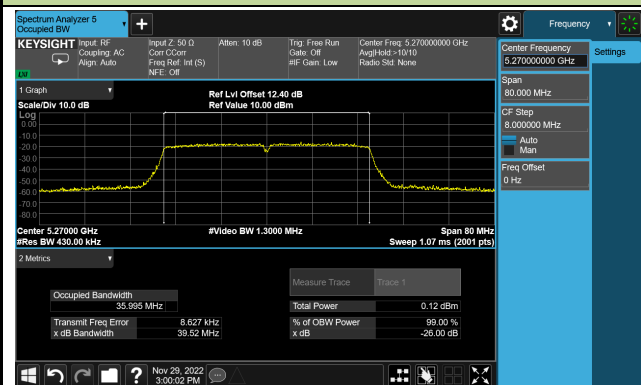 Spectrum Analyzer 5
Occupied BW
Frequency
KEYSIGHT
Input: RF
Coupling: AC
Align: Auto
Input Z: 50 Ω
Corr CCorr
Freq Ref: Int (S)
NFE: Off
Atten: 10 dB
Trig: Free Run
Gate: Off
#IF Gain: Low
Center Freq: 5.270000000 GHz
Avg|Hold:>10/10
Radio Std: None
LXI
Center Frequency
5.270000000 GHz
Settings
Span
80.000 MHz
CF Step
8.000000 MHz
Auto
Man
Freq Offset
0 Hz
1 Graph
Scale/Div 10.0 dB
Ref Lvl Offset 12.40 dB
Ref Value 10.00 dBm
Log
0.00
-10.0
-20.0
-30.0
-40.0
-50.0
-60.0
-70.0
-80.0
Center 5.27000 GHz
#Video BW 1.3000 MHz
Span 80 MHz
#Res BW 430.00 kHz
Sweep 1.07 ms (2001 pts)
2 Metrics
Measure Trace
Trace 1
Occupied Bandwidth
35.995 MHz
Total Power
0.12 dBm
Transmit Freq Error
8.627 kHz
% of OBW Power
99.00 %
x dB Bandwidth
39.52 MHz
x dB
-26.00 dB
?
Nov 29, 2022
3:00:02 PM